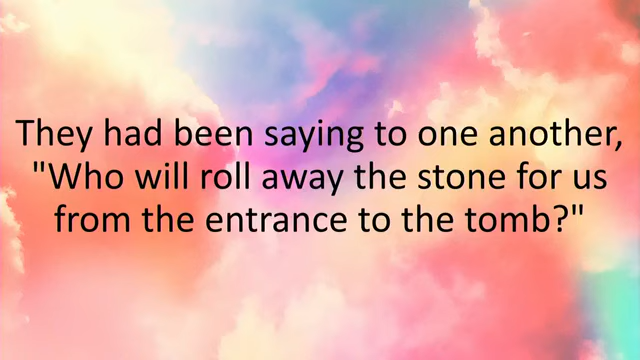 They had been saying to one another,
"Who will roll away the stone for us
from the entrance to the tomb?"